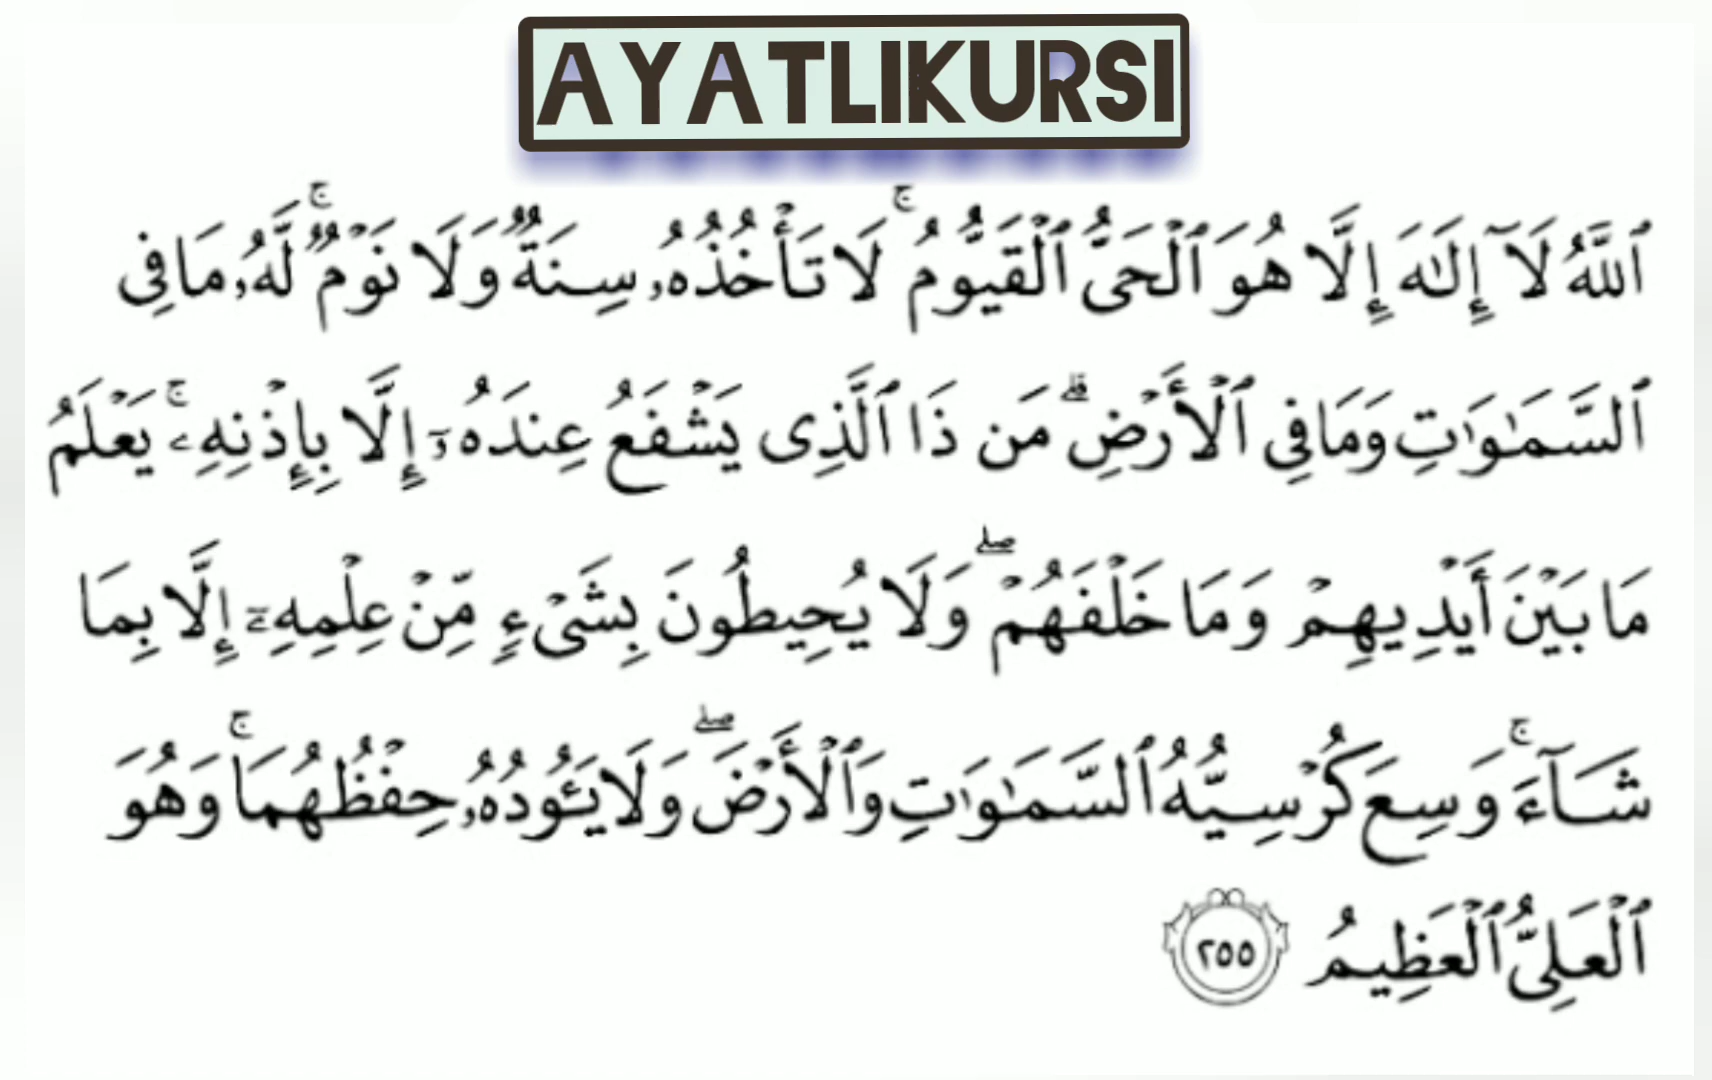 AYATLIKURSI
ٱللَّهُ لَآ إِلَٰهَ إِلَّا هُوَ ٱلْحَىُّ ٱلْقَيُّومُ ۚ لَا تَأْخُذُهُۥ سِنَةٌ وَلَا نَوْمٌ ۚ لَّهُۥ مَا فِى
ٱلسَّمَٰوَٰتِ وَمَا فِى ٱلْأَرْضِ ۗ مَن ذَا ٱلَّذِى يَشْفَعُ عِندَهُۥٓ إِلَّا بِإِذْنِهِۦ ۚ يَعْلَمُ
مَا بَيْنَ أَيْدِيهِمْ وَمَا خَلْفَهُمْ ۖ وَلَا يُحِيطُونَ بِشَىْءٍ مِّنْ عِلْمِهِۦٓ إِلَّا بِمَا
شَآءَ ۚ وَسِعَ كُرْسِيُّهُ ٱلسَّمَٰوَٰتِ وَٱلْأَرْضَ ۖ وَلَا يَـُٔودُهُۥ حِفْظُهُمَا ۚ وَهُوَ
ٱلْعَلِىُّ ٱلْعَظِيمُ ٢٥٥